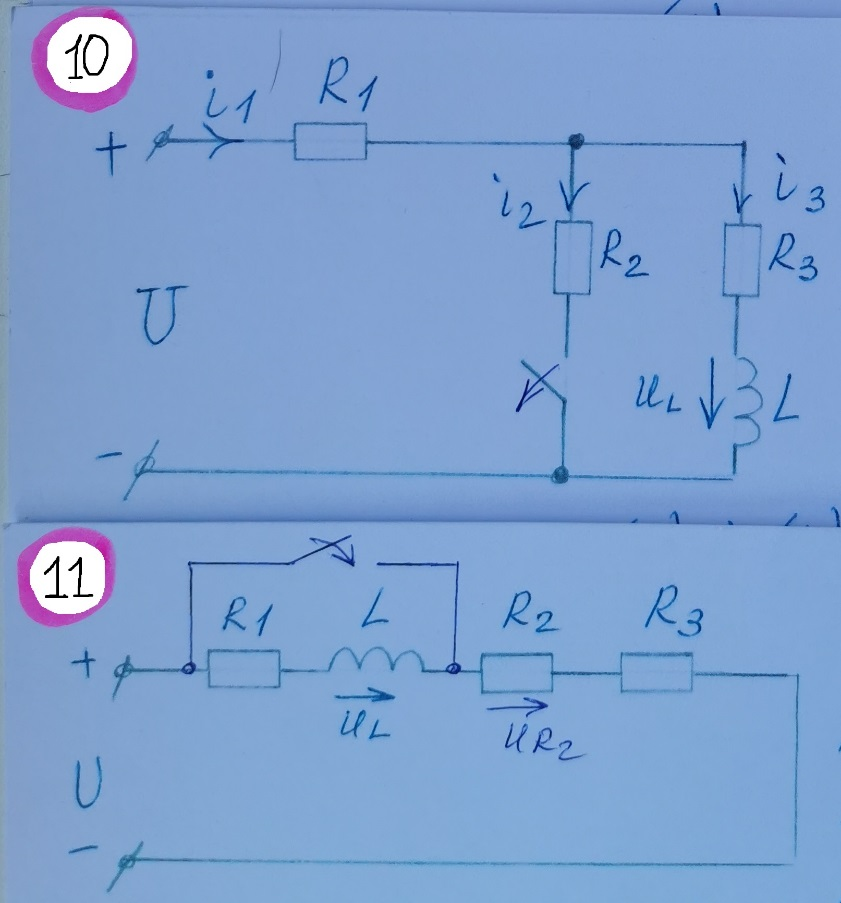 10
i1 R1
+
i2 i3
R2 R3
U
uL L
-
11
R1 L R2 R3
+
uL uR2
U
-